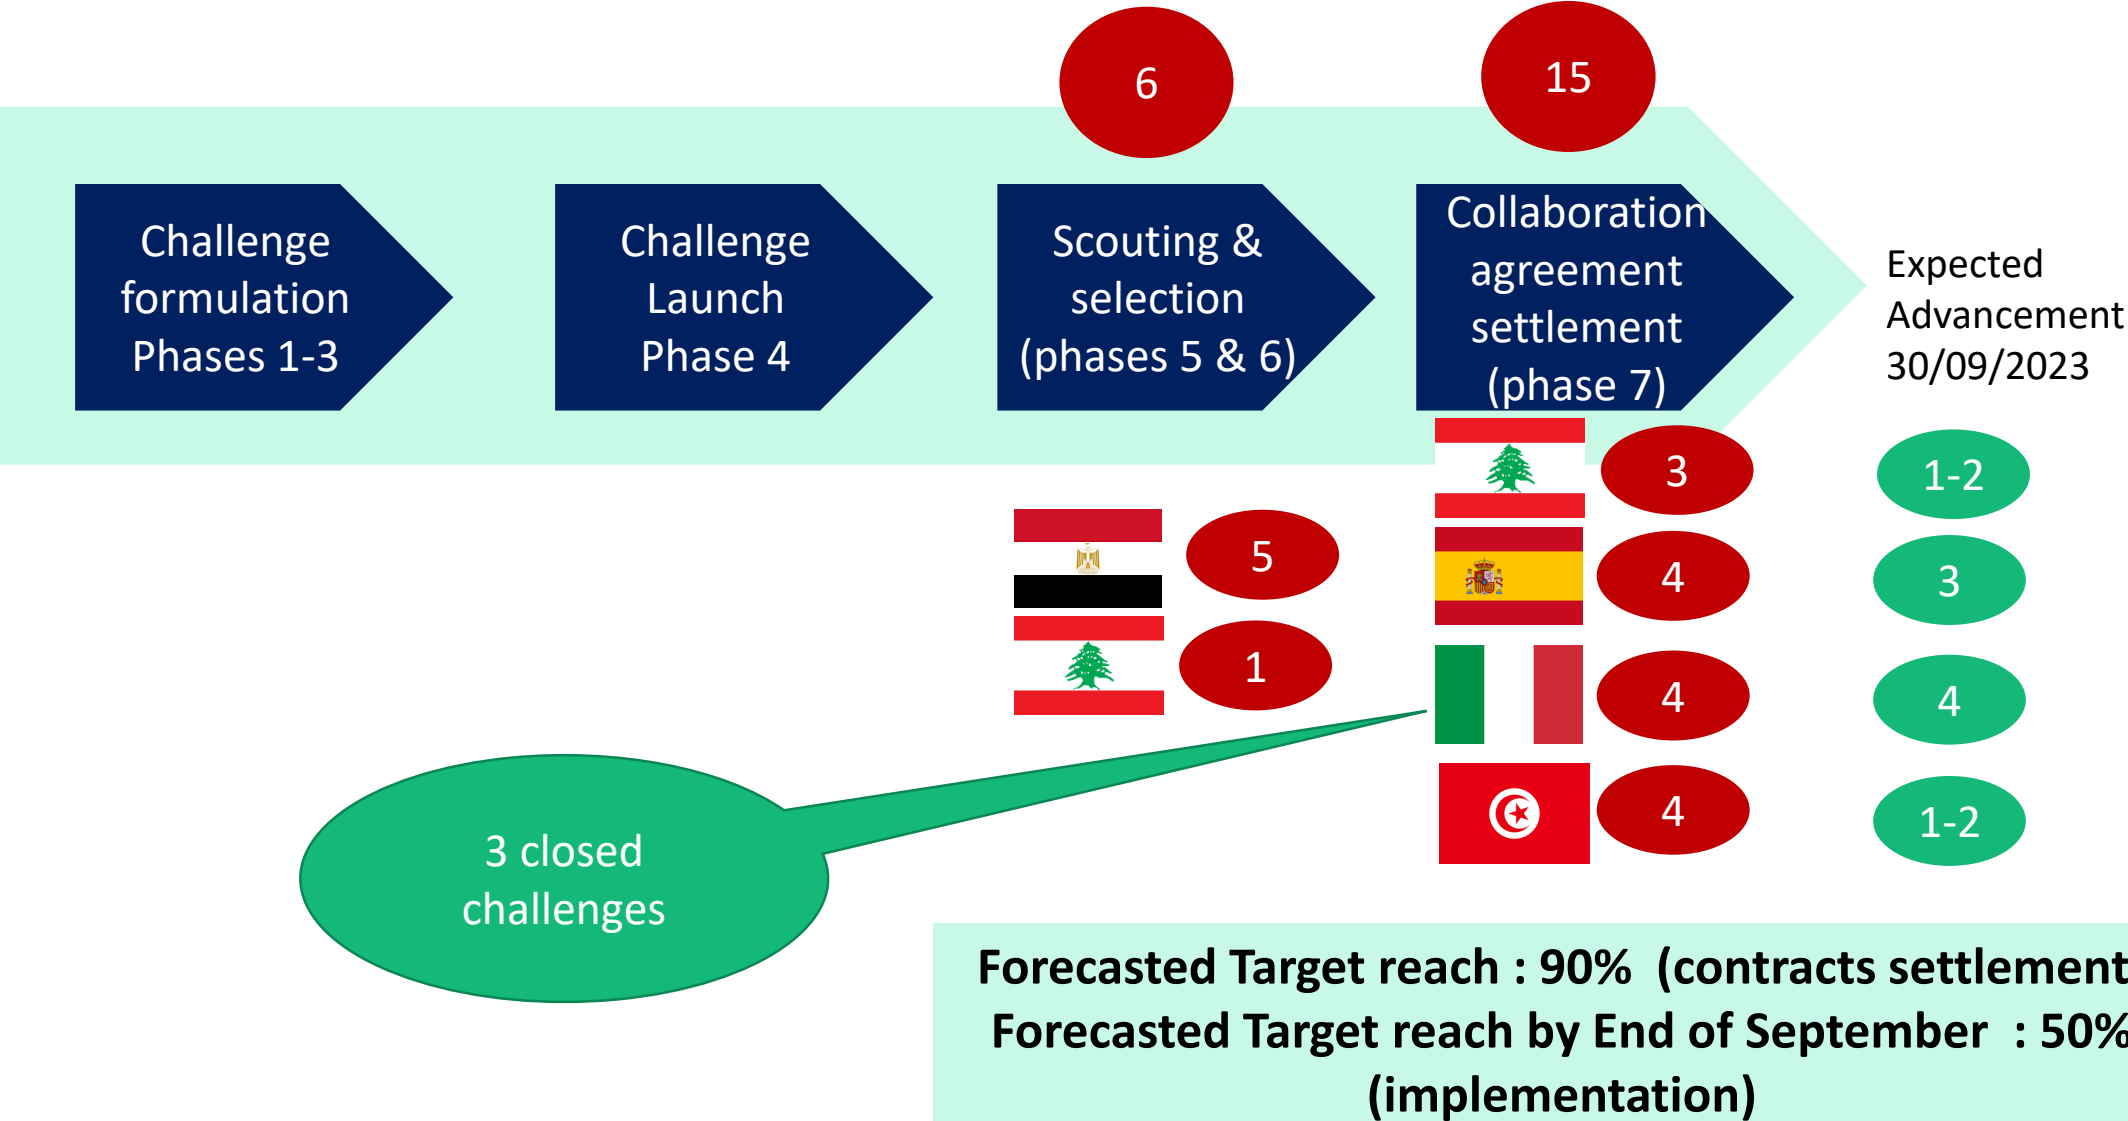 6
15
Challenge
formulation
Phases 1-3
Challenge
Launch
Phase 4
Scouting &
selection
(phases 5 & 6)
Collaboration
agreement
settlement
(phase 7)
Expected
Advancement
30/09/2023
3
1-2
5
4
3
1
4
4
4
1-2
3 closed
challenges
Forecasted Target reach : 90% (contracts settlement
Forecasted Target reach by End of September : 50%
(implementation)